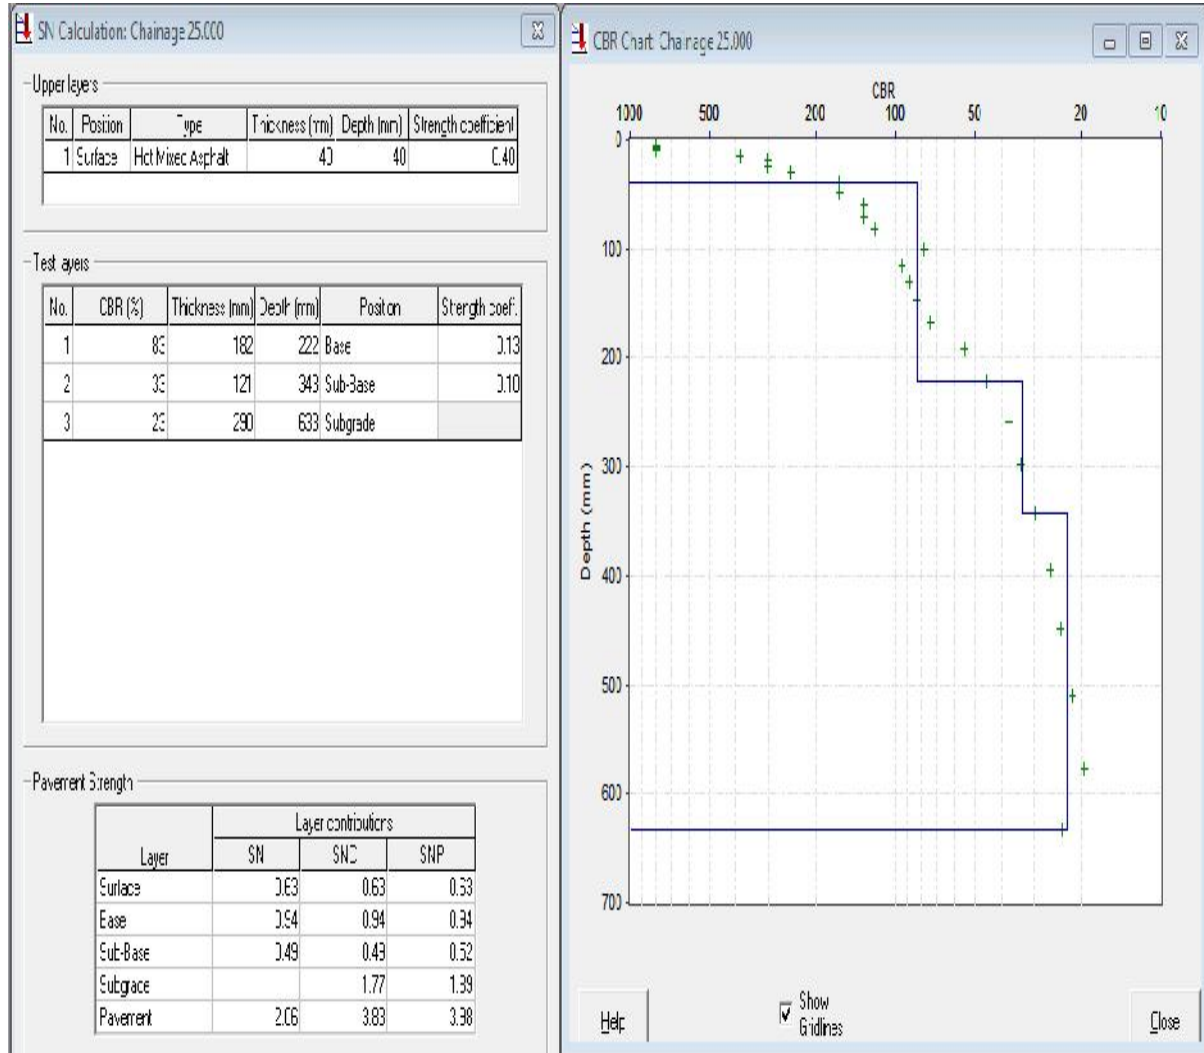 SN Calculation: Chainage 25.000
Upper layers
No. Position Type Thickness (mm) Depth (mm) Strength coefficient
1 Surface Hot Mixed Asphalt 40 40 0.40
Test layers
No. CBR (%) Thickness (mm) Depth (mm) Position Strength coeff.
1 83 182 222 Base 0.13
2 33 121 343 Sub-Base 0.10
3 23 290 633 Subgrade
Pavement Strength
Layer contributions
Layer SN SNC SNP
Surface 0.63 0.63 0.63
Base 0.94 0.94 0.94
Sub-Base 0.49 0.49 0.52
Subgrade 1.77
Pavement 2.06 3.83
CBR Chart: Chainage 25.000
CBR
1000 500 200 100 50 20 10
0
100
200
300
400
500
600
700
Depth (mm)
Help
Show
Gridlines
Close